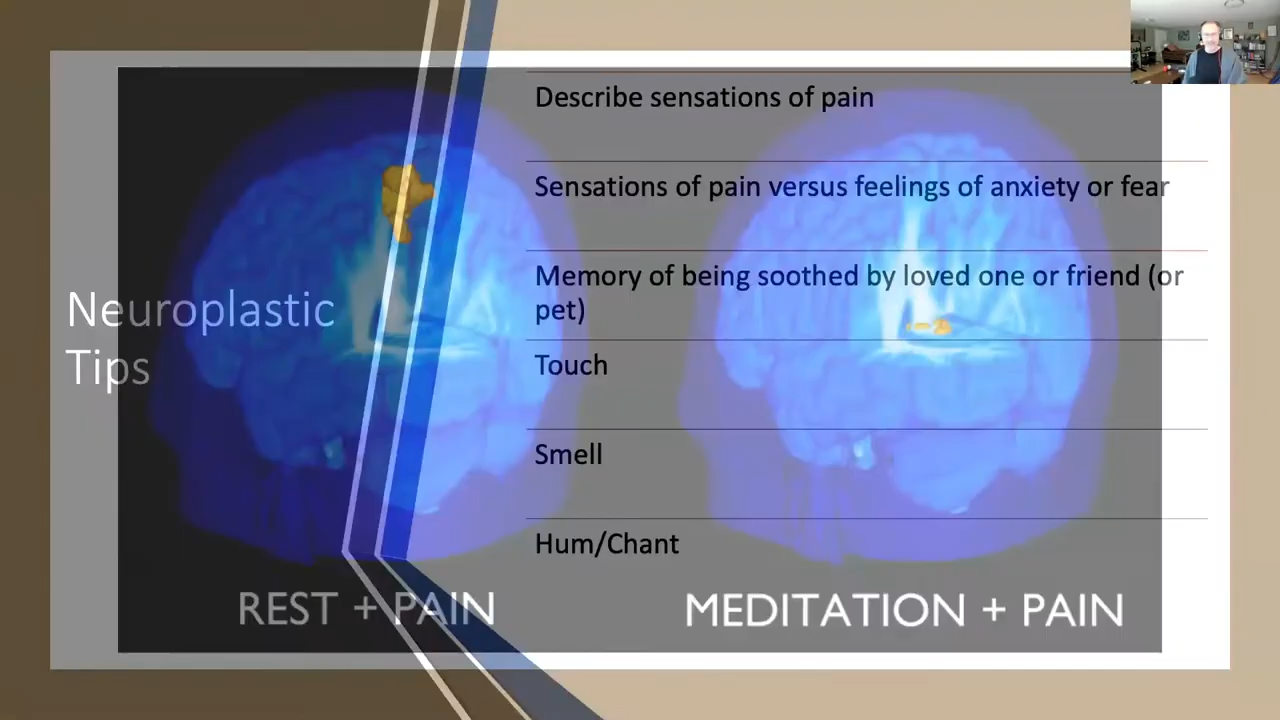 Neuroplastic
Tips
Describe sensations of pain
Sensations of pain versus feelings of anxiety or fear
Memory of being soothed by loved one or friend (or
pet)
Touch
Smell
Hum/Chant
REST + PAIN
MEDITATION + PAIN